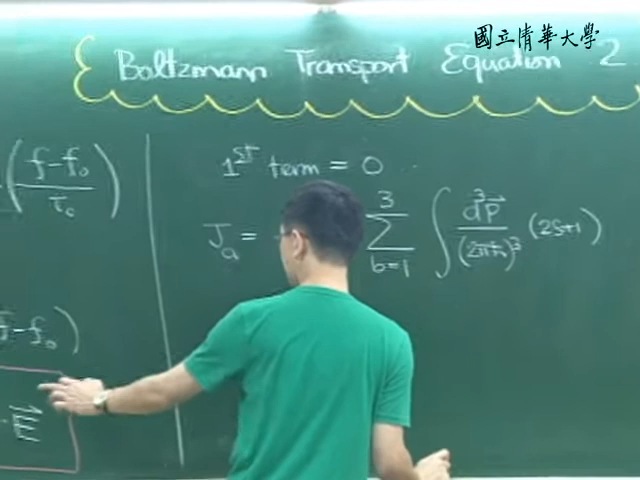 國立清華大學
Boltzmann Transport Equation 2
(f-f₀ / τ₀)
1ST term = 0 ..
Jₐ = ∑_{b=1}^{3} ∫ d³P⃗ / (2πħ)³ (2S+1)
f-f₀)
·E⃗